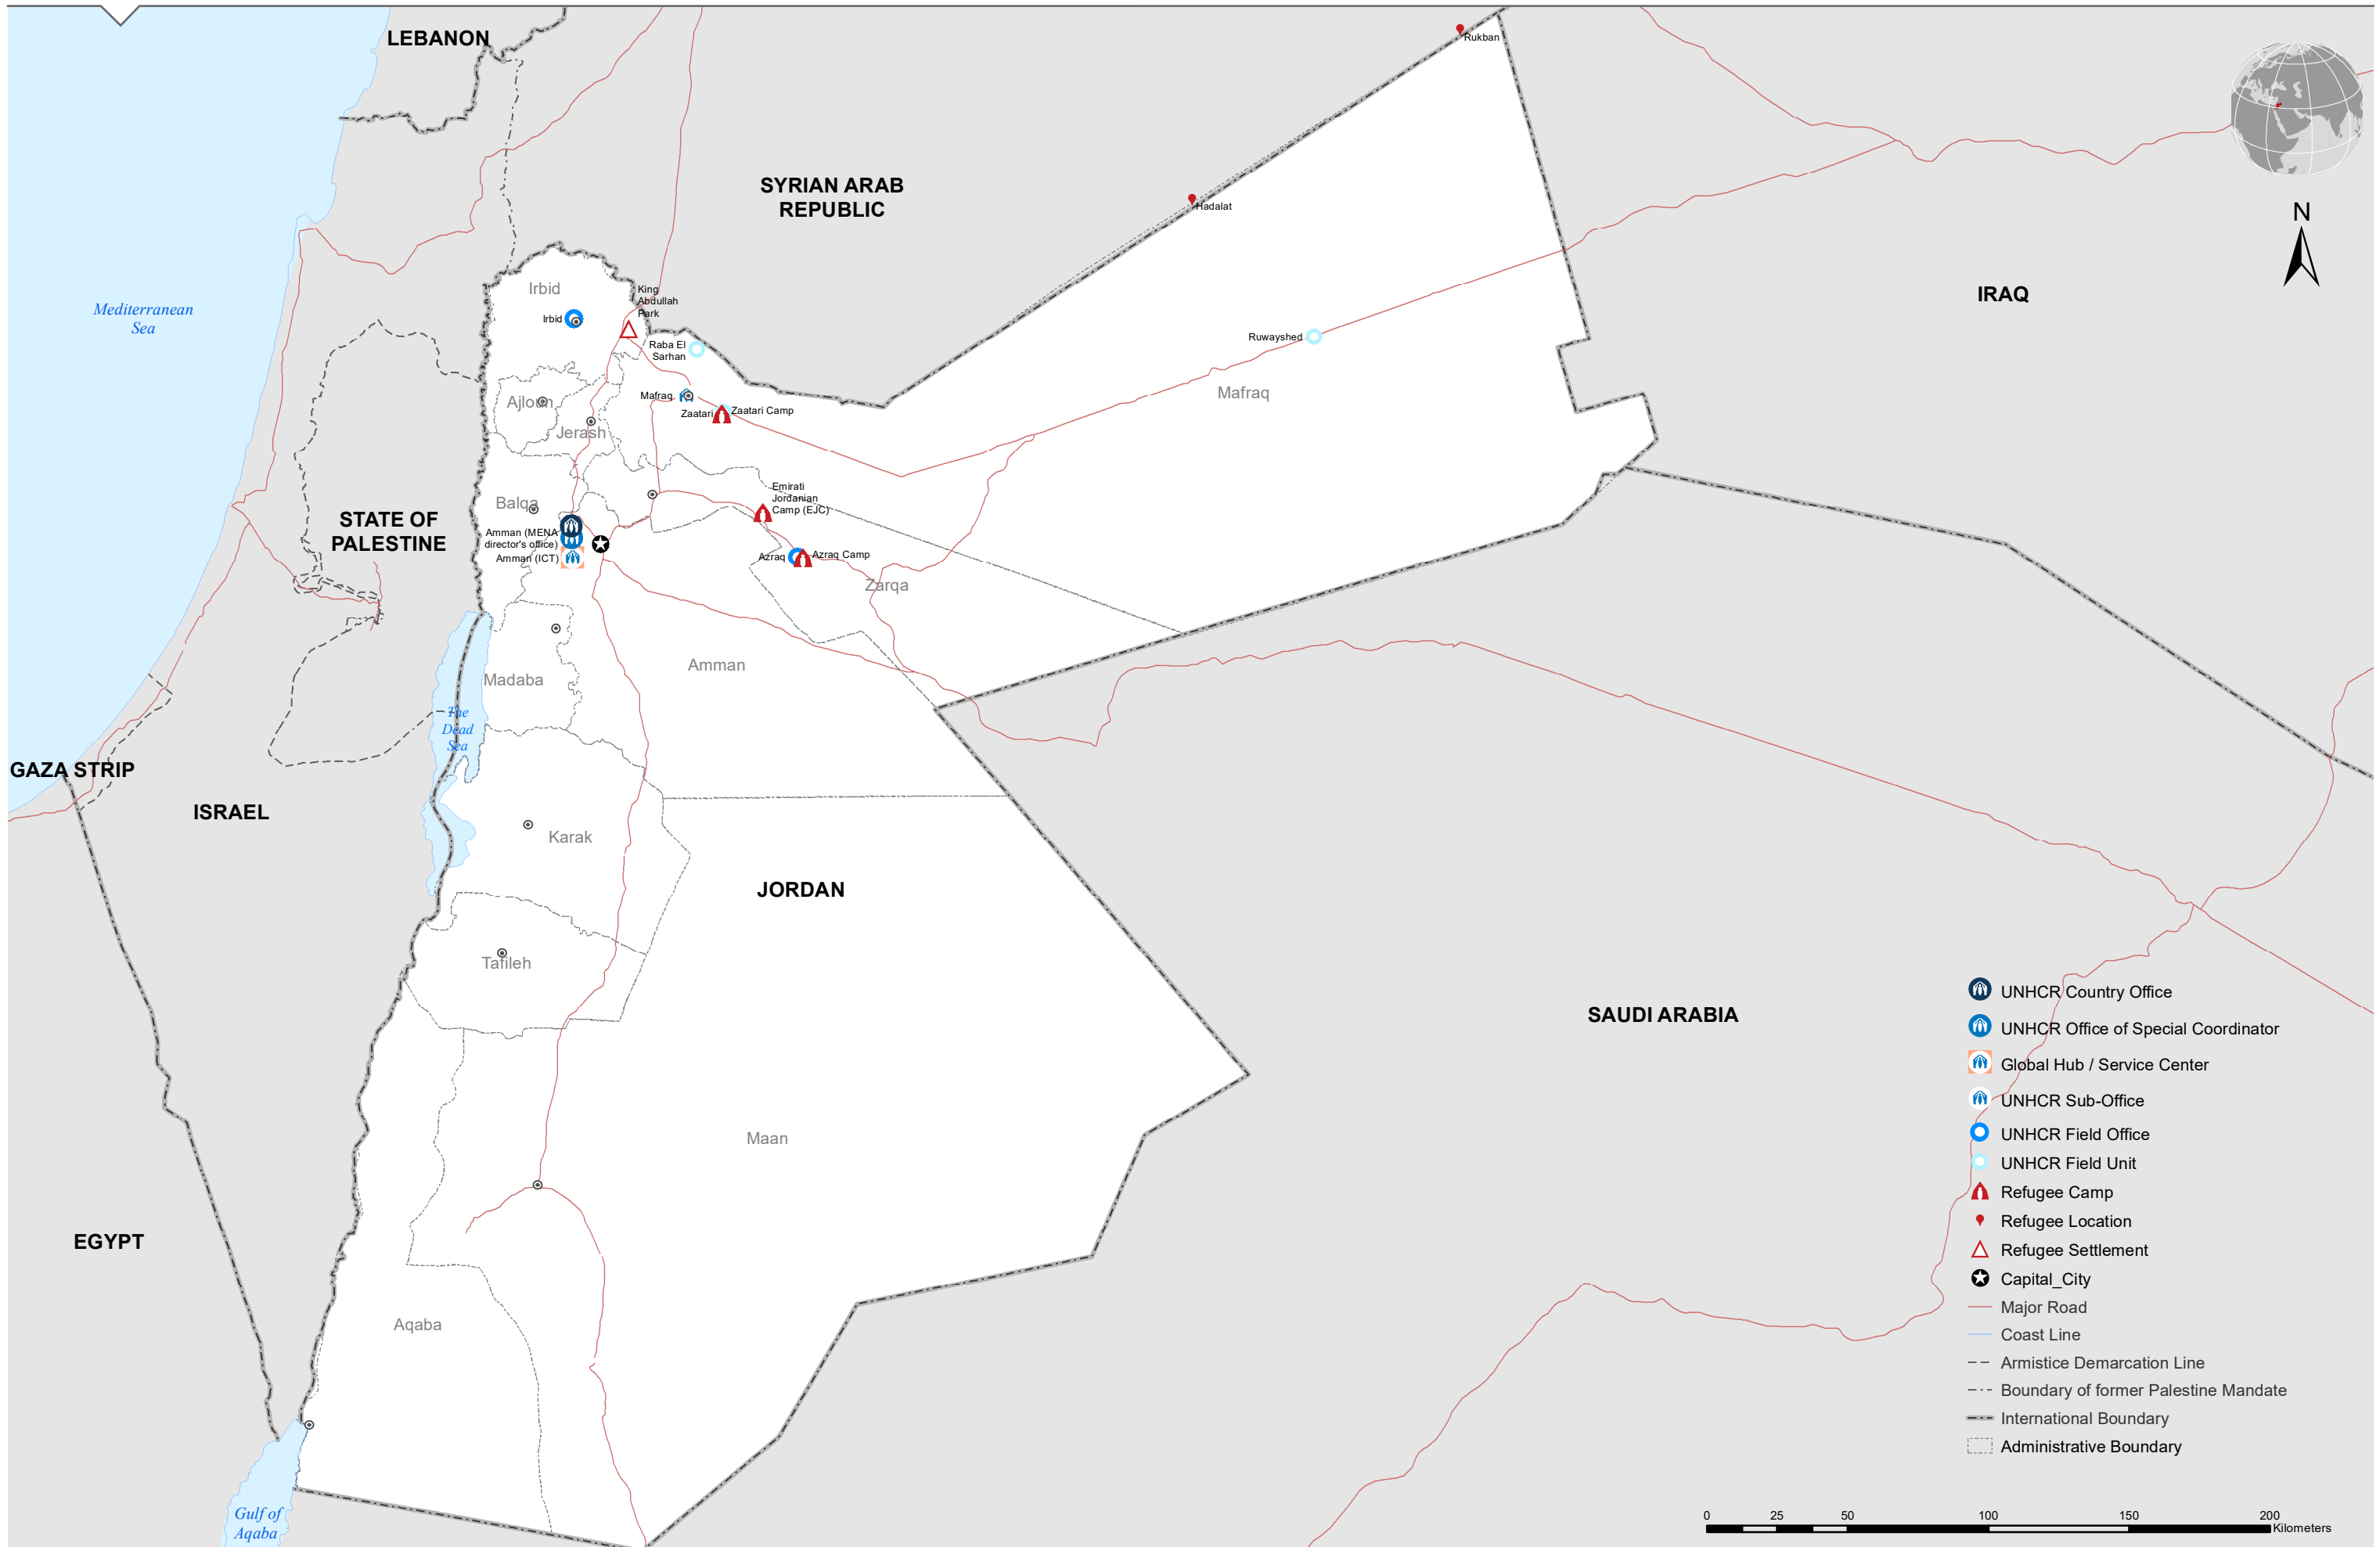 LEBANON
Rukban
SYRIAN ARAB
REPUBLIC
Hadalat
N
IRAQ
Mediterranean
Sea
Irbid
King
Abdullah
Park
Irbid
Raba El
Sarhan
Ruwayshed
Mafraq
Mafraq
Ajloun
Zaatari
Zaatari Camp
Jerash
Balqa
Emirati
Jordanian
Camp (EJC)
STATE OF
PALESTINE
Amman (MENA
director's office)
Amman (ICT)
Azraq
Azraq Camp
Zarqa
Amman
Madaba
The
Dead
Sea
GAZA STRIP
ISRAEL
Karak
JORDAN
Tafileh
SAUDI ARABIA
Maan
EGYPT
Aqaba
Gulf of
Aqaba
UNHCR Country Office
UNHCR Office of Special Coordinator
Global Hub / Service Center
UNHCR Sub-Office
UNHCR Field Office
UNHCR Field Unit
Refugee Camp
Refugee Location
Refugee Settlement
Capital_City
Major Road
Coast Line
Armistice Demarcation Line
Boundary of former Palestine Mandate
International Boundary
Administrative Boundary
0 25 50 100 150 200
Kilometers